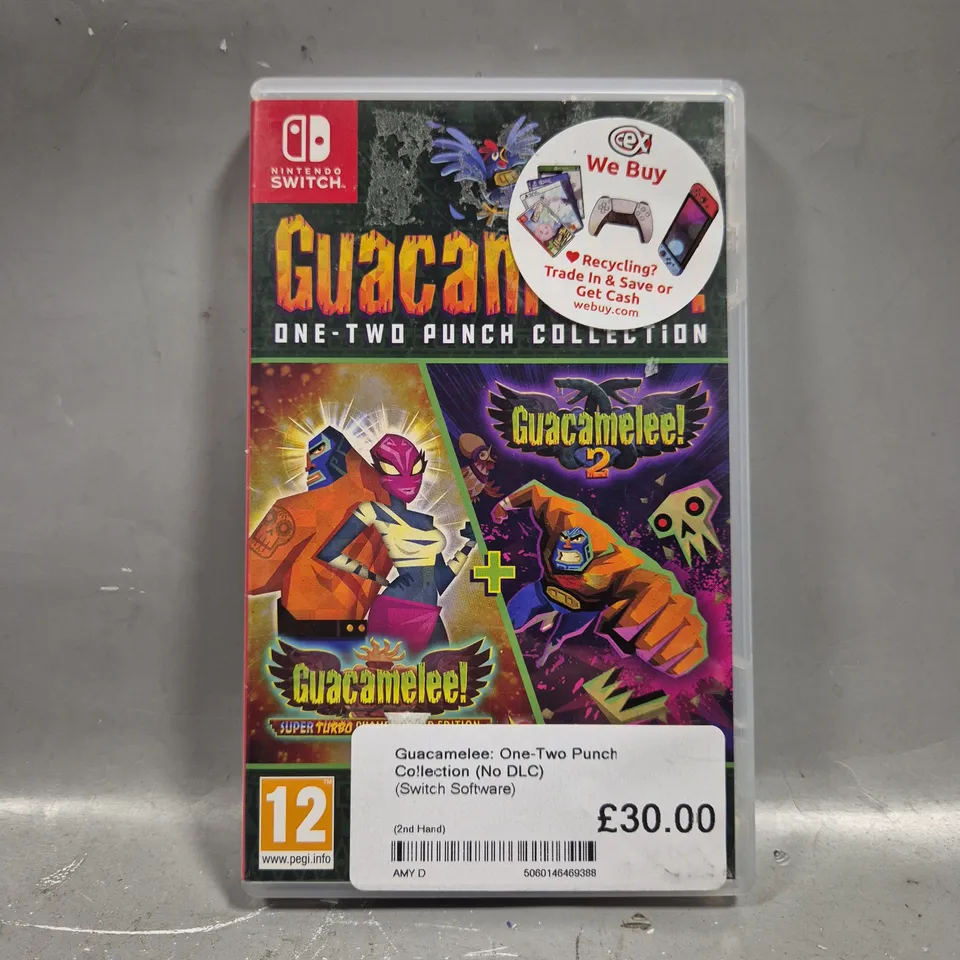 NINTENDO
SWITCH™
cex
We Buy
Recycling?
Trade In & Save or
Get Cash
webuy.com
ONE-TWO PUNCH COLLECTION
Guacamelee!
2
+
Guacamelee!
SUPER TURBO EDITION
Guacamelee: One-Two Punch
Collection (No DLC)
(Switch Software)
£30.00
(2nd Hand)
AMY D 5060146469388
12
www.pegi.info